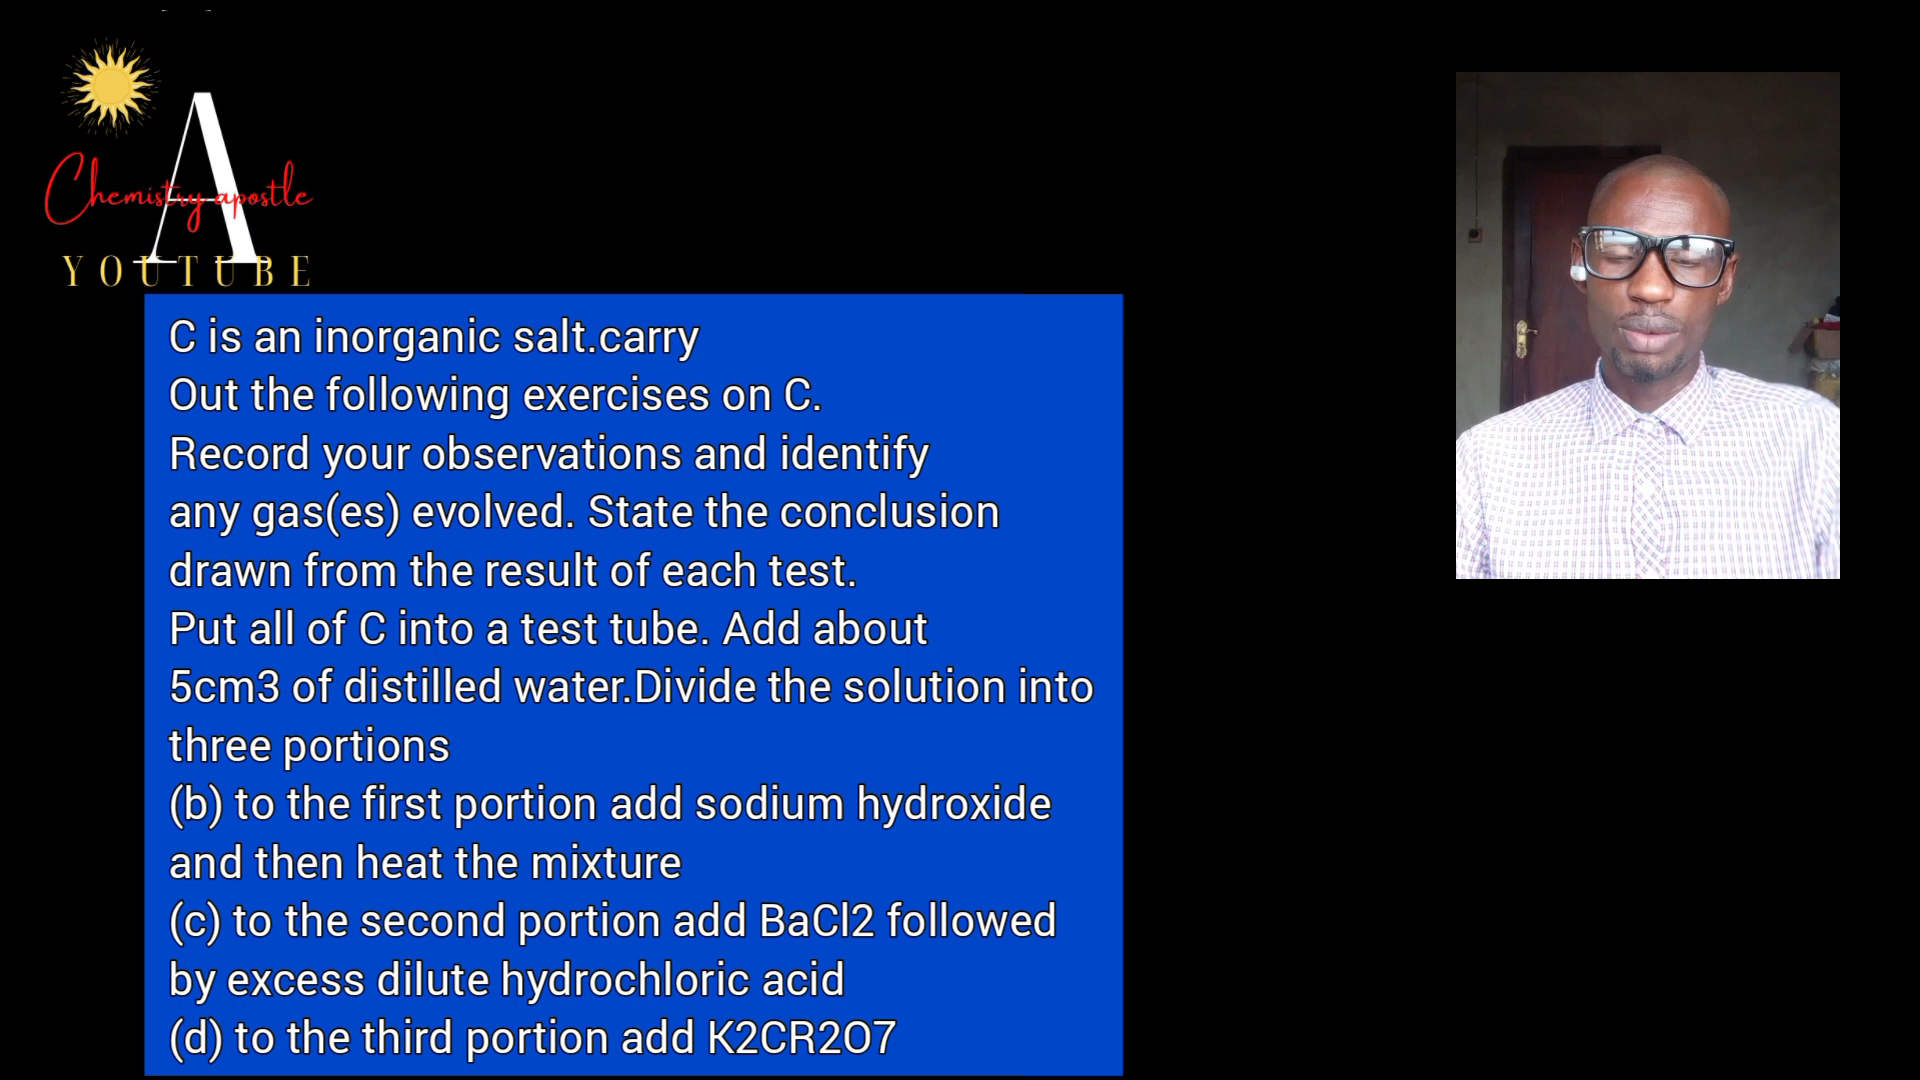 A
Chemistry apostle
YOUTUBE
C is an inorganic salt.carry
Out the following exercises on C.
Record your observations and identify
any gas(es) evolved. State the conclusion
drawn from the result of each test.
Put all of C into a test tube. Add about
5cm3 of distilled water.Divide the solution into
three portions
(b) to the first portion add sodium hydroxide
and then heat the mixture
(c) to the second portion add BaCl2 followed
by excess dilute hydrochloric acid
(d) to the third portion add K2CR2O7